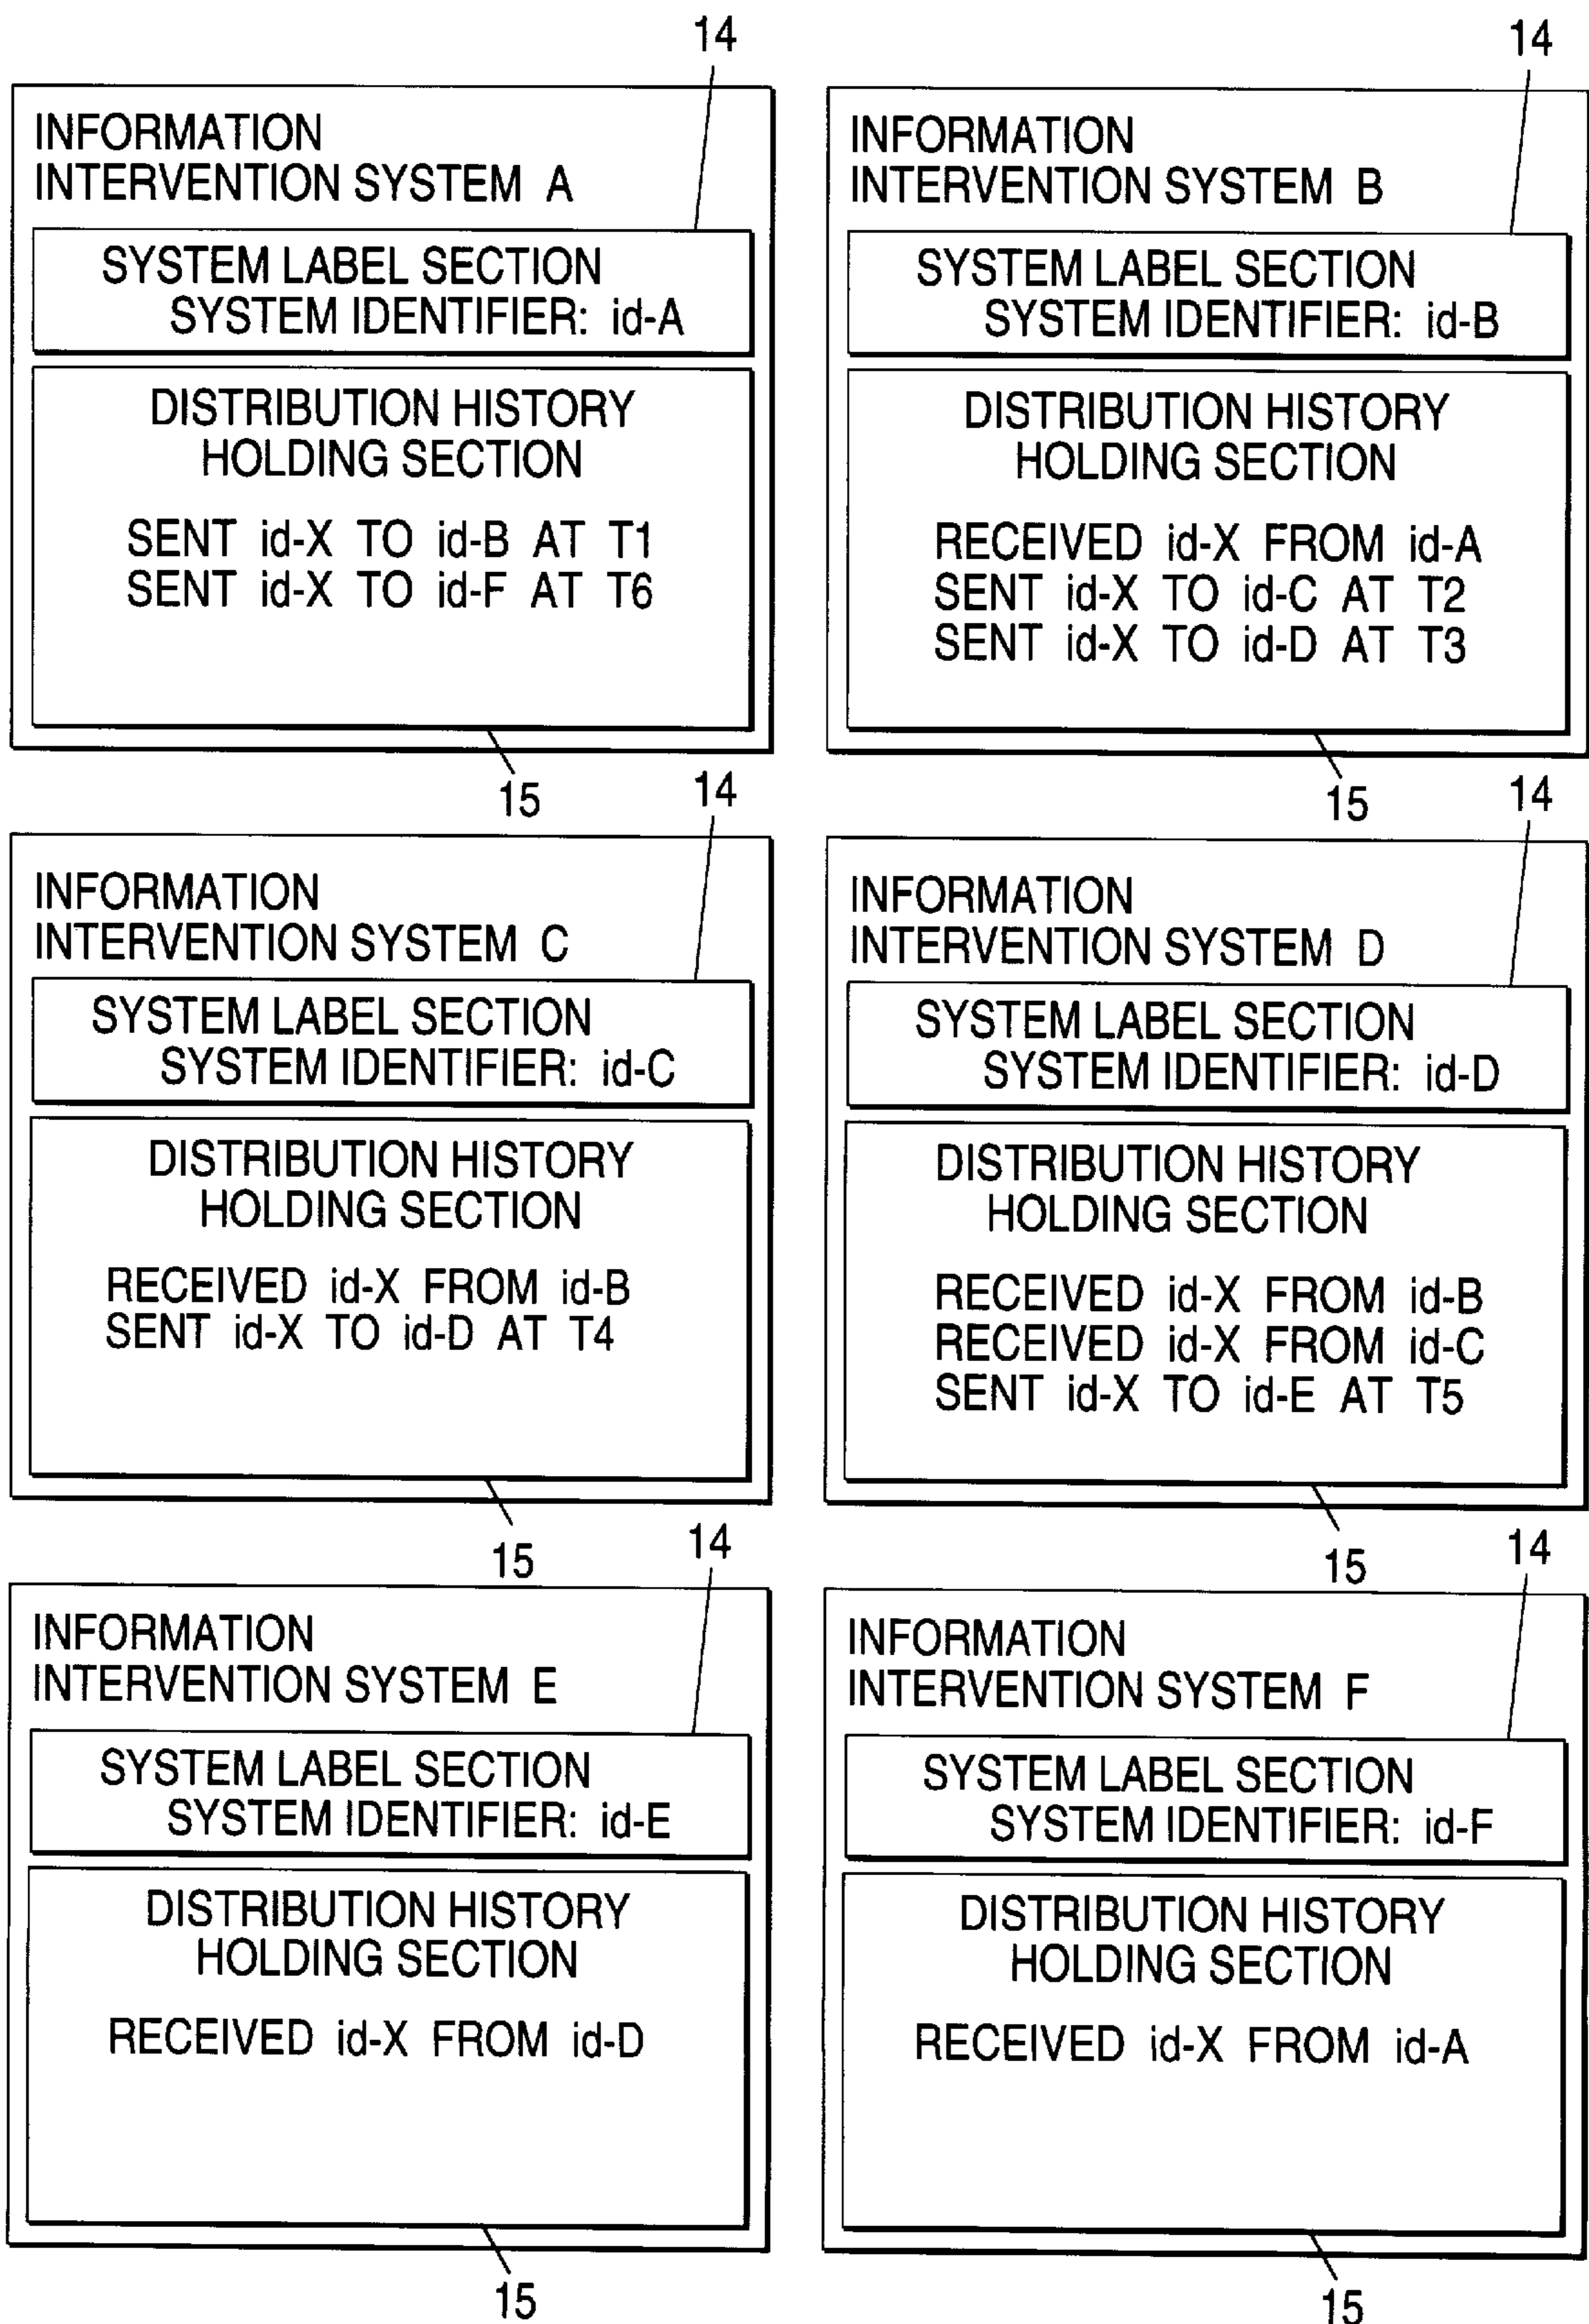 14
INFORMATION
INTERVENTION SYSTEM A
SYSTEM LABEL SECTION
SYSTEM IDENTIFIER: id-A
DISTRIBUTION HISTORY
HOLDING SECTION
SENT id-X TO id-B AT T1
SENT id-X TO id-F AT T6
15
14
INFORMATION
INTERVENTION SYSTEM B
SYSTEM LABEL SECTION
SYSTEM IDENTIFIER: id-B
DISTRIBUTION HISTORY
HOLDING SECTION
RECEIVED id-X FROM id-A
SENT id-X TO id-C AT T2
SENT id-X TO id-D AT T3
15
14
INFORMATION
INTERVENTION SYSTEM C
SYSTEM LABEL SECTION
SYSTEM IDENTIFIER: id-C
DISTRIBUTION HISTORY
HOLDING SECTION
RECEIVED id-X FROM id-B
SENT id-X TO id-D AT T4
15
14
INFORMATION
INTERVENTION SYSTEM D
SYSTEM LABEL SECTION
SYSTEM IDENTIFIER: id-D
DISTRIBUTION HISTORY
HOLDING SECTION
RECEIVED id-X FROM id-B
RECEIVED id-X FROM id-C
SENT id-X TO id-E AT T5
15
14
INFORMATION
INTERVENTION SYSTEM E
SYSTEM LABEL SECTION
SYSTEM IDENTIFIER: id-E
DISTRIBUTION HISTORY
HOLDING SECTION
RECEIVED id-X FROM id-D
15
14
INFORMATION
INTERVENTION SYSTEM F
SYSTEM LABEL SECTION
SYSTEM IDENTIFIER: id-F
DISTRIBUTION HISTORY
HOLDING SECTION
RECEIVED id-X FROM id-A
15